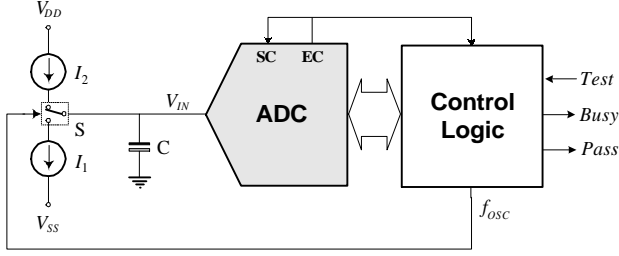 V_DD
I_2
S
I_1
V_SS
V_IN
C
SC EC
ADC
Control
Logic
Test
Busy
Pass
f_OSC